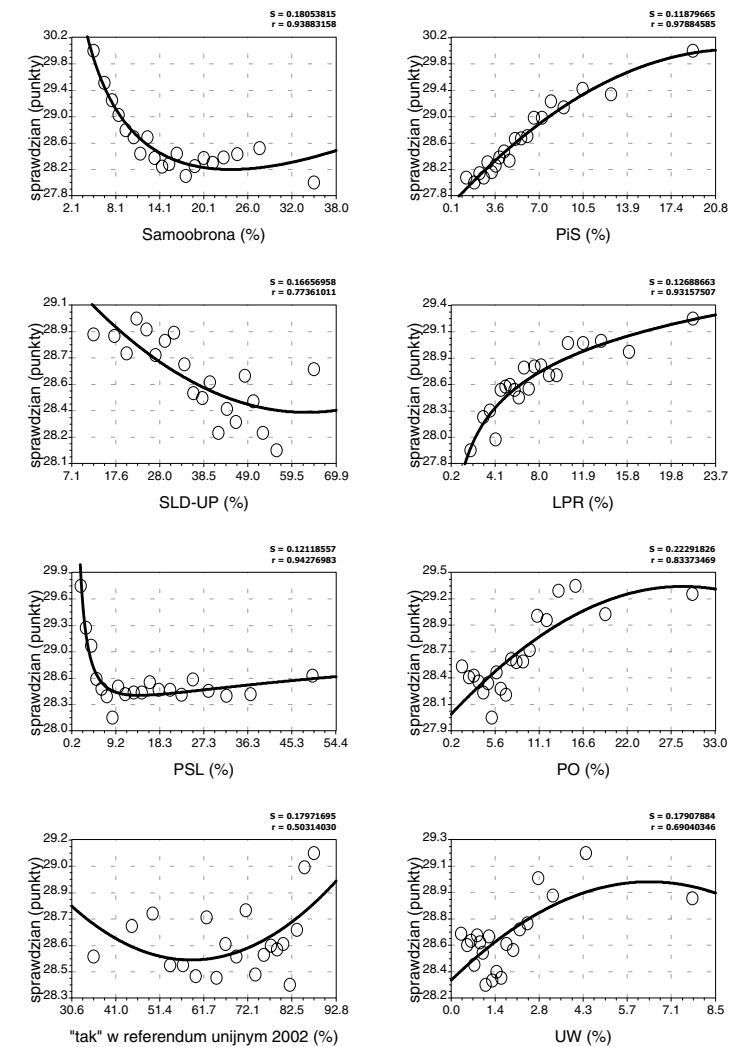 S = 0.18053815
r = 0.93883158
30.2
29.8
29.4
29.0
28.6
28.2
27.8
sprawdzian (punkty)
2.1 8.1 14.1 20.1 26.0 32.0 38.0
Samoobrona (%)
S = 0.11879665
r = 0.97884585
30.2
29.8
29.4
29.0
28.6
28.2
27.8
sprawdzian (punkty)
0.1 3.6 7.0 10.5 13.9 17.4 20.8
PiS (%)
S = 0.16656958
r = 0.77361011
29.1
28.9
28.7
28.6
28.4
28.2
28.1
sprawdzian (punkty)
7.1 17.6 28.0 38.5 49.0 59.5 69.9
SLD-UP (%)
S = 0.12688663
r = 0.93157507
29.4
29.1
28.9
28.6
28.3
28.0
27.8
sprawdzian (punkty)
0.2 4.1 8.0 11.9 15.8 19.8 23.7
LPR (%)
S = 0.12118557
r = 0.94276983
29.9
29.6
29.3
29.0
28.6
28.3
28.0
sprawdzian (punkty)
0.2 9.2 18.3 27.3 36.3 45.3 54.4
PSL (%)
S = 0.22291826
r = 0.83373469
29.5
29.2
28.9
28.7
28.4
28.1
27.9
sprawdzian (punkty)
0.2 5.6 11.1 16.6 22.0 27.5 33.0
PO (%)
S = 0.17971695
r = 0.50314030
29.2
29.0
28.9
28.7
28.6
28.5
28.3
sprawdzian (punkty)
30.6 41.0 51.4 61.7 72.1 82.5 92.8
"tak" w referendum unijnym 2002 (%)
S = 0.17907884
r = 0.69040346
29.3
29.1
28.9
28.8
28.6
28.4
28.2
sprawdzian (punkty)
0.0 1.4 2.8 4.3 5.7 7.1 8.5
UW (%)